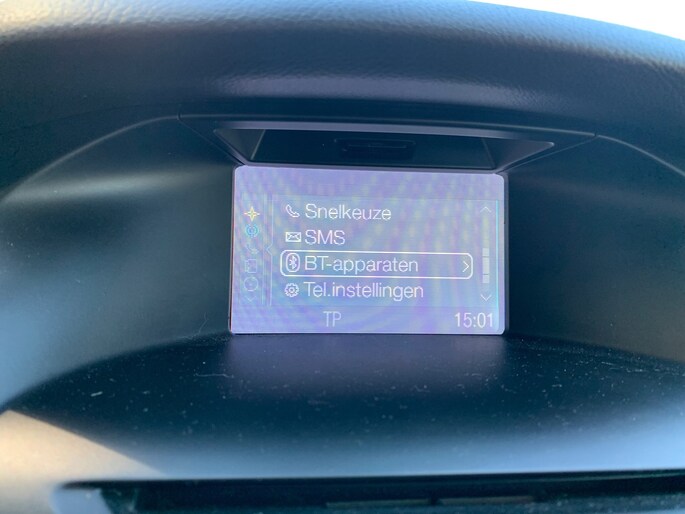 Snelkeuze
SMS
BT-apparaten
Tel.instellingen
TP 15:01